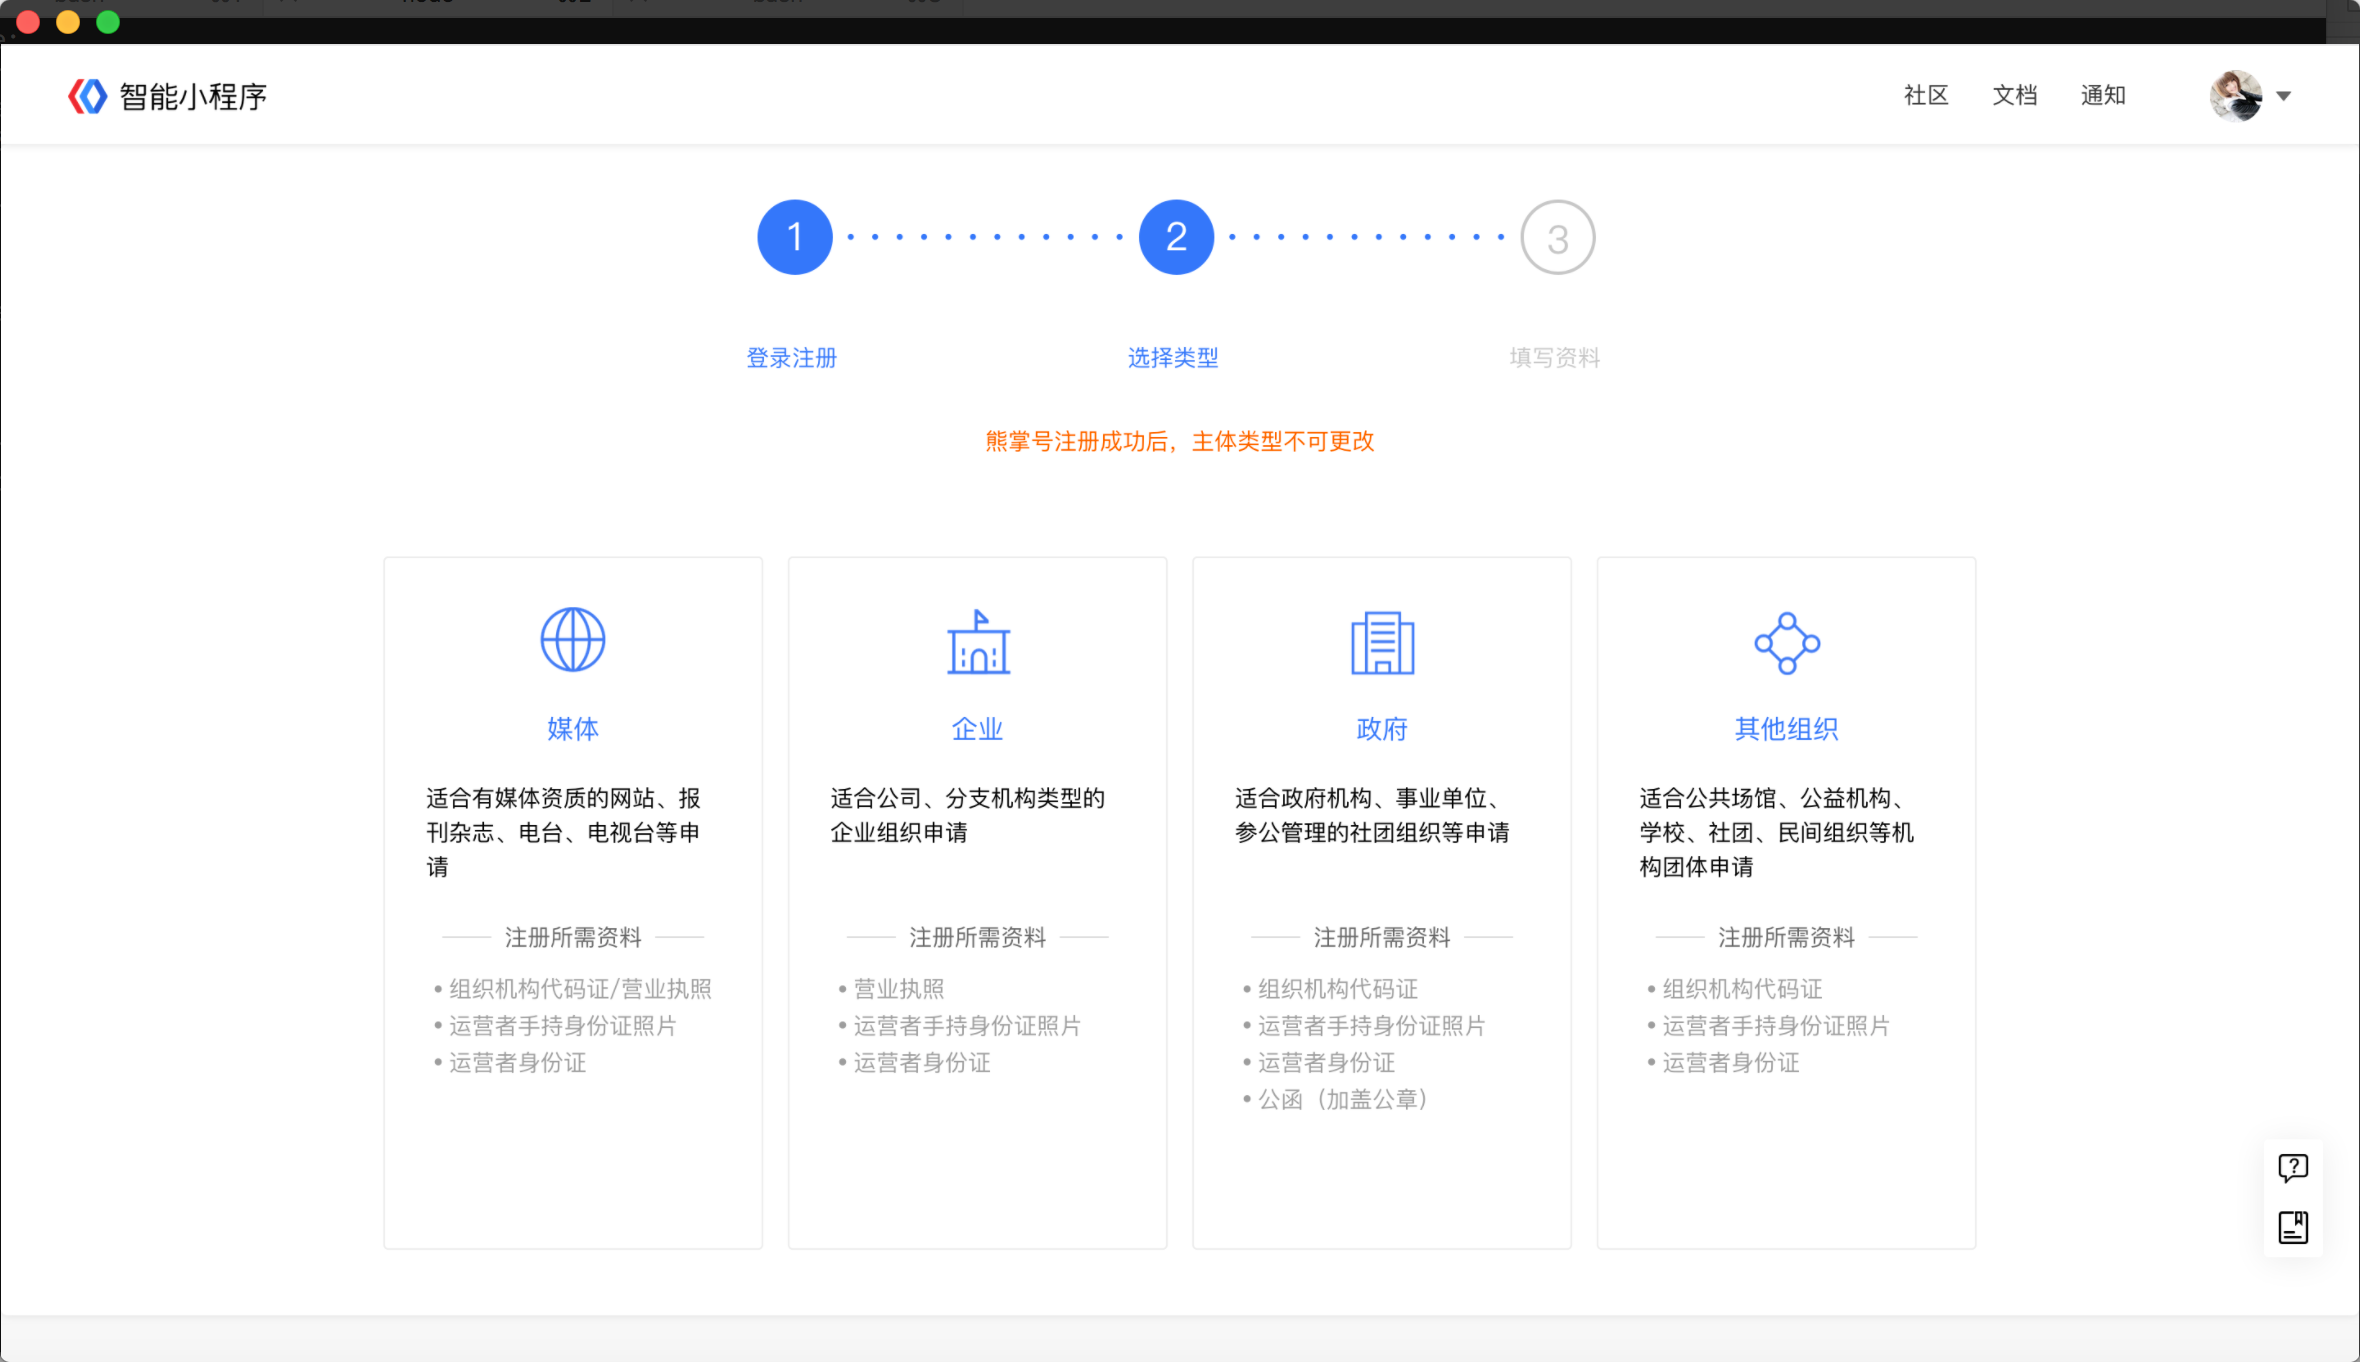 智能小程序
社区
文档
通知
1
2
3
登录注册
选择类型
填写资料
熊掌号注册成功后，主体类型不可更改
媒体
适合有媒体资质的网站、报
刊杂志、电台、电视台等申
请
注册所需资料
• 组织机构代码证/营业执照
• 运营者手持身份证照片
• 运营者身份证
企业
适合公司、分支机构类型的
企业组织申请
注册所需资料
• 营业执照
• 运营者手持身份证照片
• 运营者身份证
政府
适合政府机构、事业单位、
参公管理的社团组织等申请
注册所需资料
• 组织机构代码证
• 运营者手持身份证照片
• 运营者身份证
• 公函（加盖公章）
其他组织
适合公共场馆、公益机构、
学校、社团、民间组织等机
构团体申请
注册所需资料
• 组织机构代码证
• 运营者手持身份证照片
• 运营者身份证